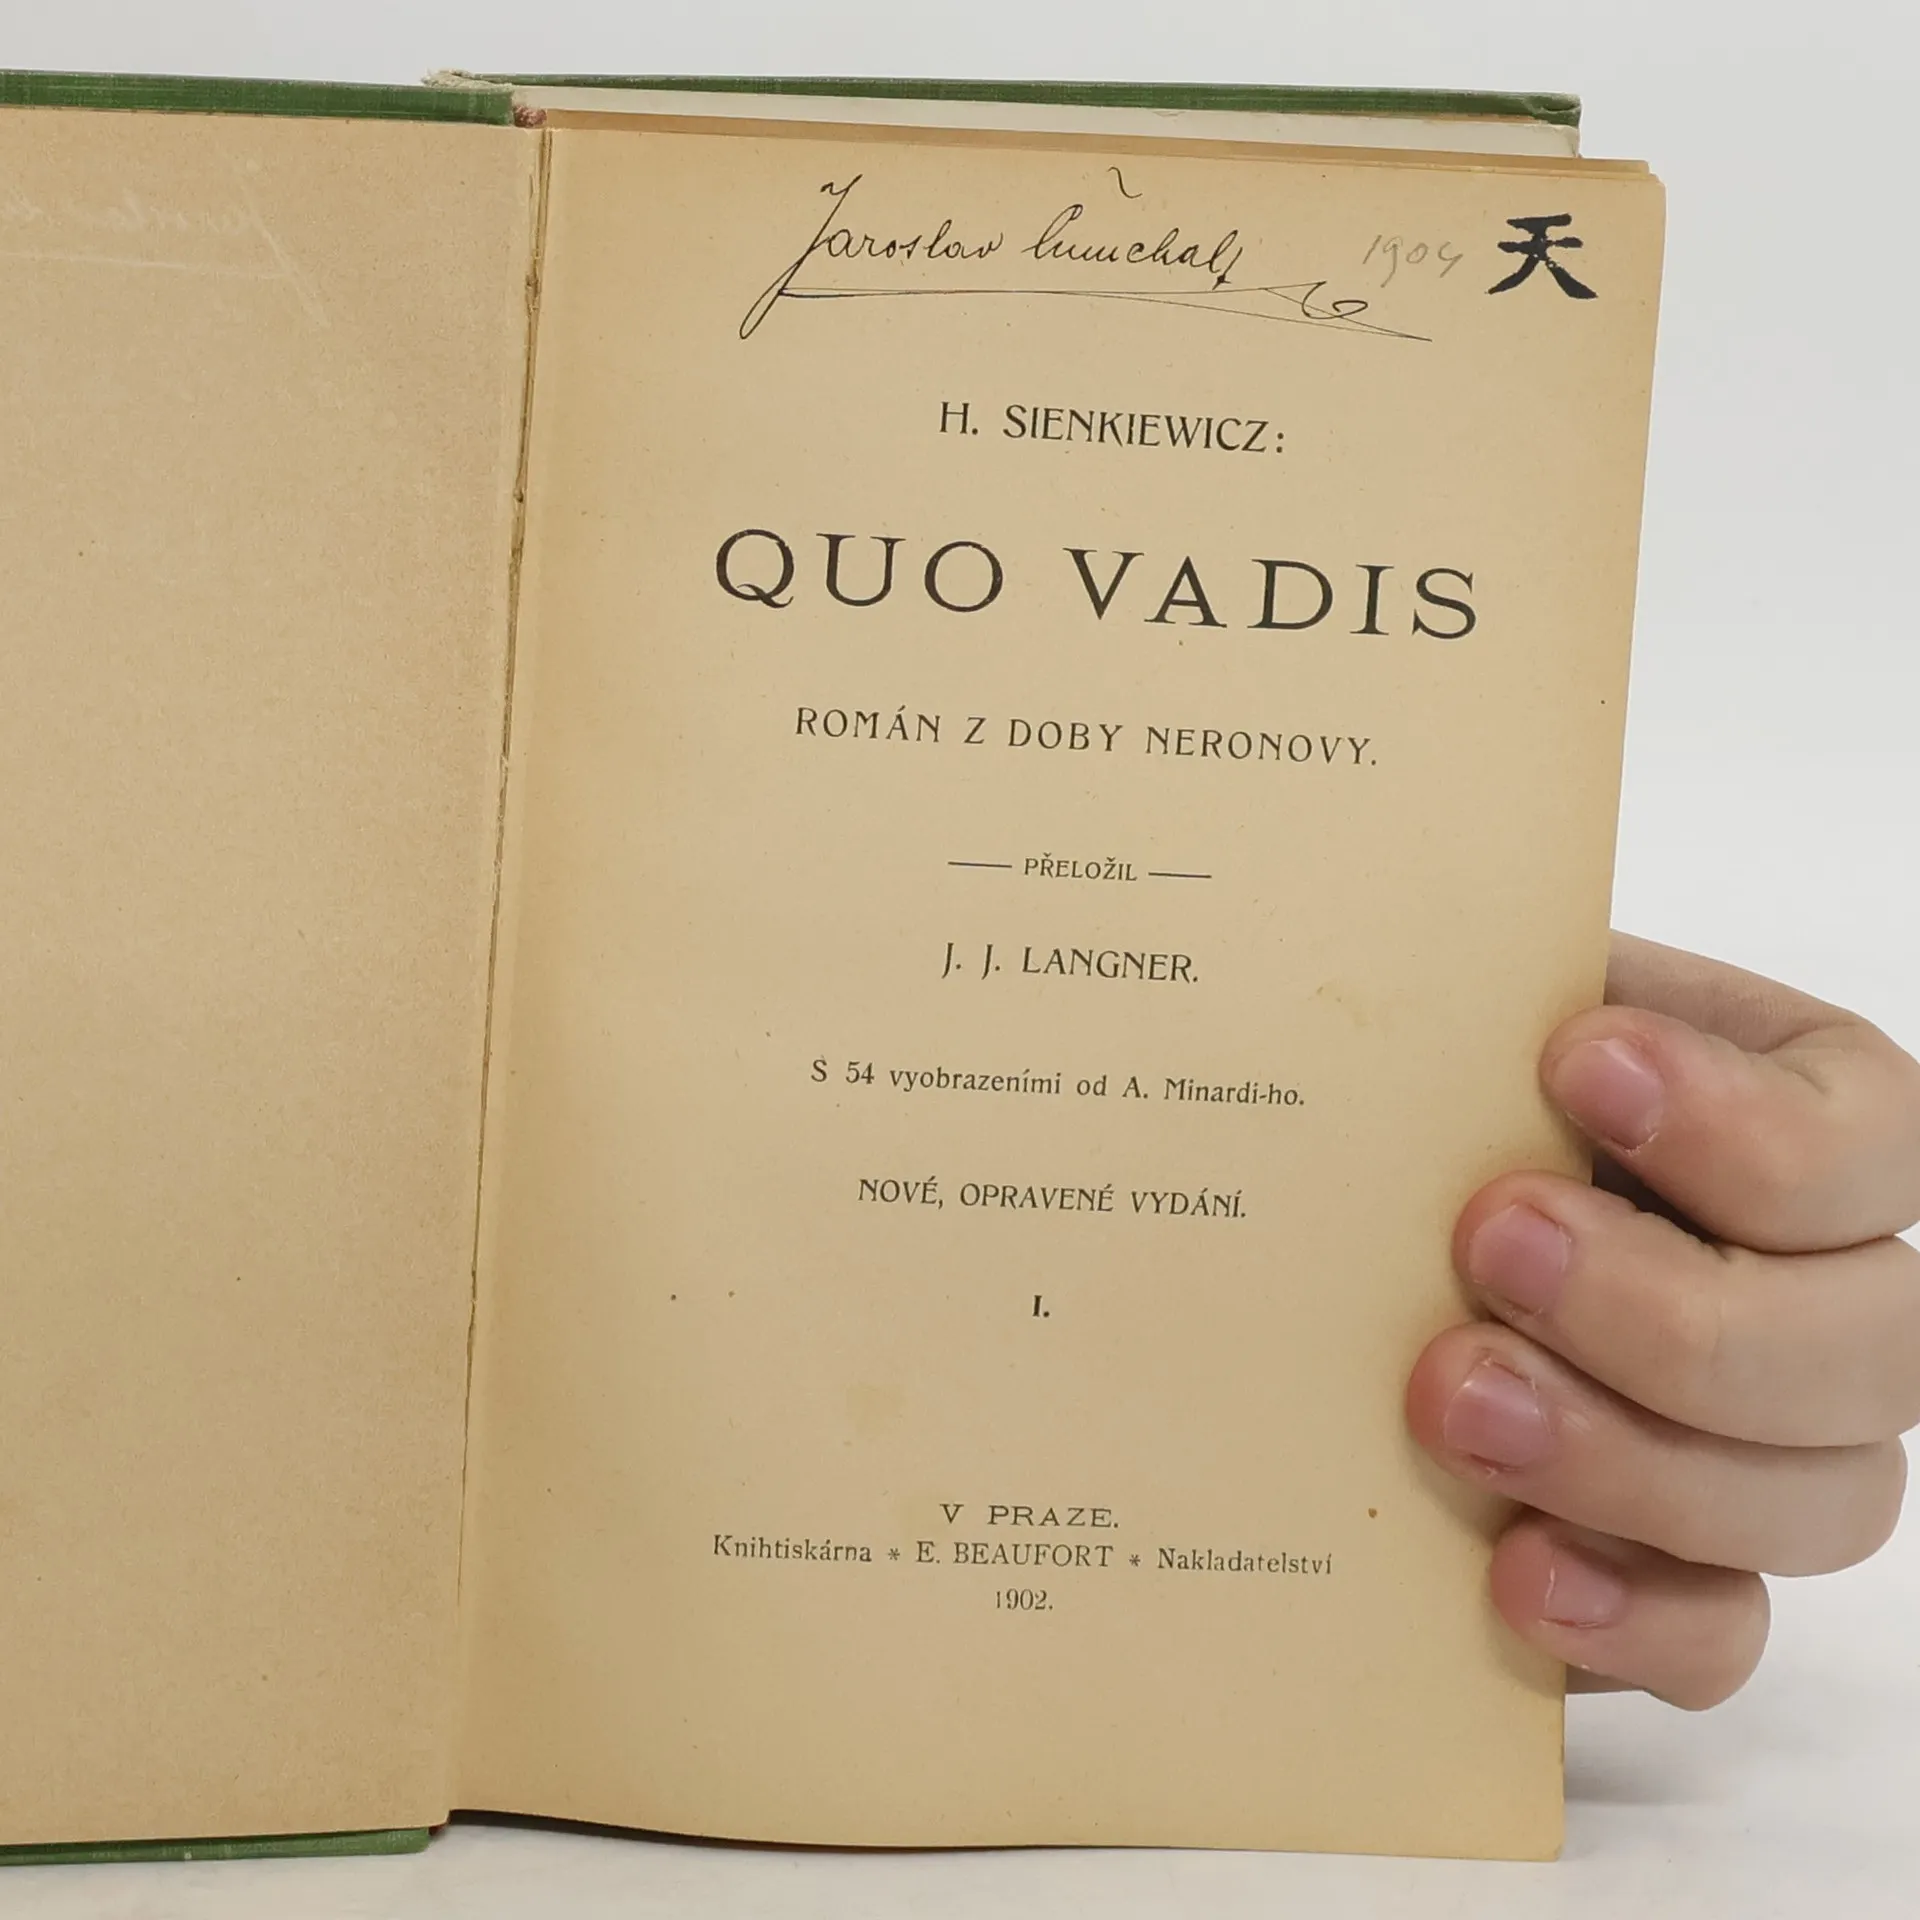 Jaroslav 1904 天
H. SIENKIEWICZ:
QUO VADIS
ROMÁN Z DOBY NERONOVY.
PŘELOŽIL
J. J. LANGNER.
S 54 vyobrazeními od A. Minardi-ho.
NOVÉ, OPRAVENÉ VYDÁNÍ.
I.
V PRAZE.
Knihtiskárna * E. BEAUFORT * Nakladatelství
1902.